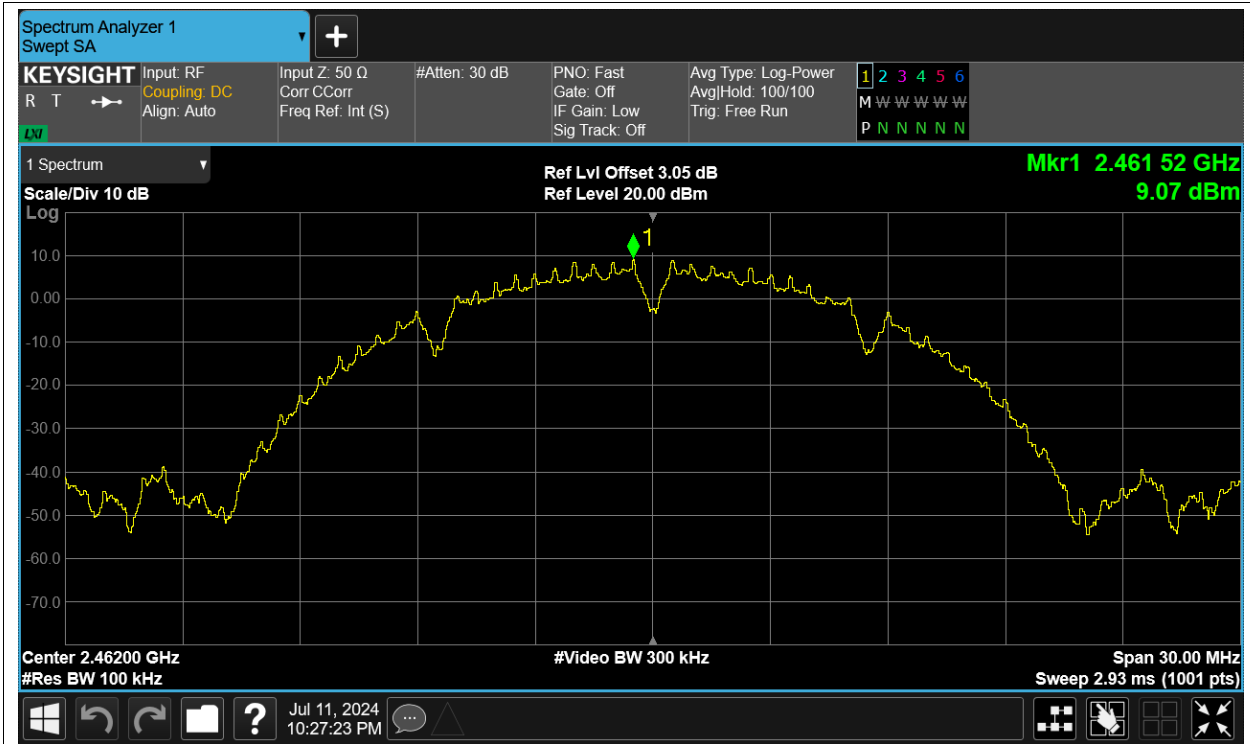 Spectrum Analyzer 1
Swept SA
KEYSIGHT
R T
LXI
Input: RF
Coupling: DC
Align: Auto
Input Z: 50 Ω
Corr CCorr
Freq Ref: Int (S)
#Atten: 30 dB
PNO: Fast
Gate: Off
IF Gain: Low
Sig Track: Off
Avg Type: Log-Power
Avg|Hold: 100/100
Trig: Free Run
1 2 3 4 5 6
M W W W W W
P N N N N N
1 Spectrum
Scale/Div 10 dB
Log
Ref Lvl Offset 3.05 dB
Ref Level 20.00 dBm
Mkr1 2.461 52 GHz
9.07 dBm
1
10.0
0.00
-10.0
-20.0
-30.0
-40.0
-50.0
-60.0
-70.0
Center 2.46200 GHz
#Res BW 100 kHz
#Video BW 300 kHz
Span 30.00 MHz
Sweep 2.93 ms (1001 pts)
?
Jul 11, 2024
10:27:23 PM